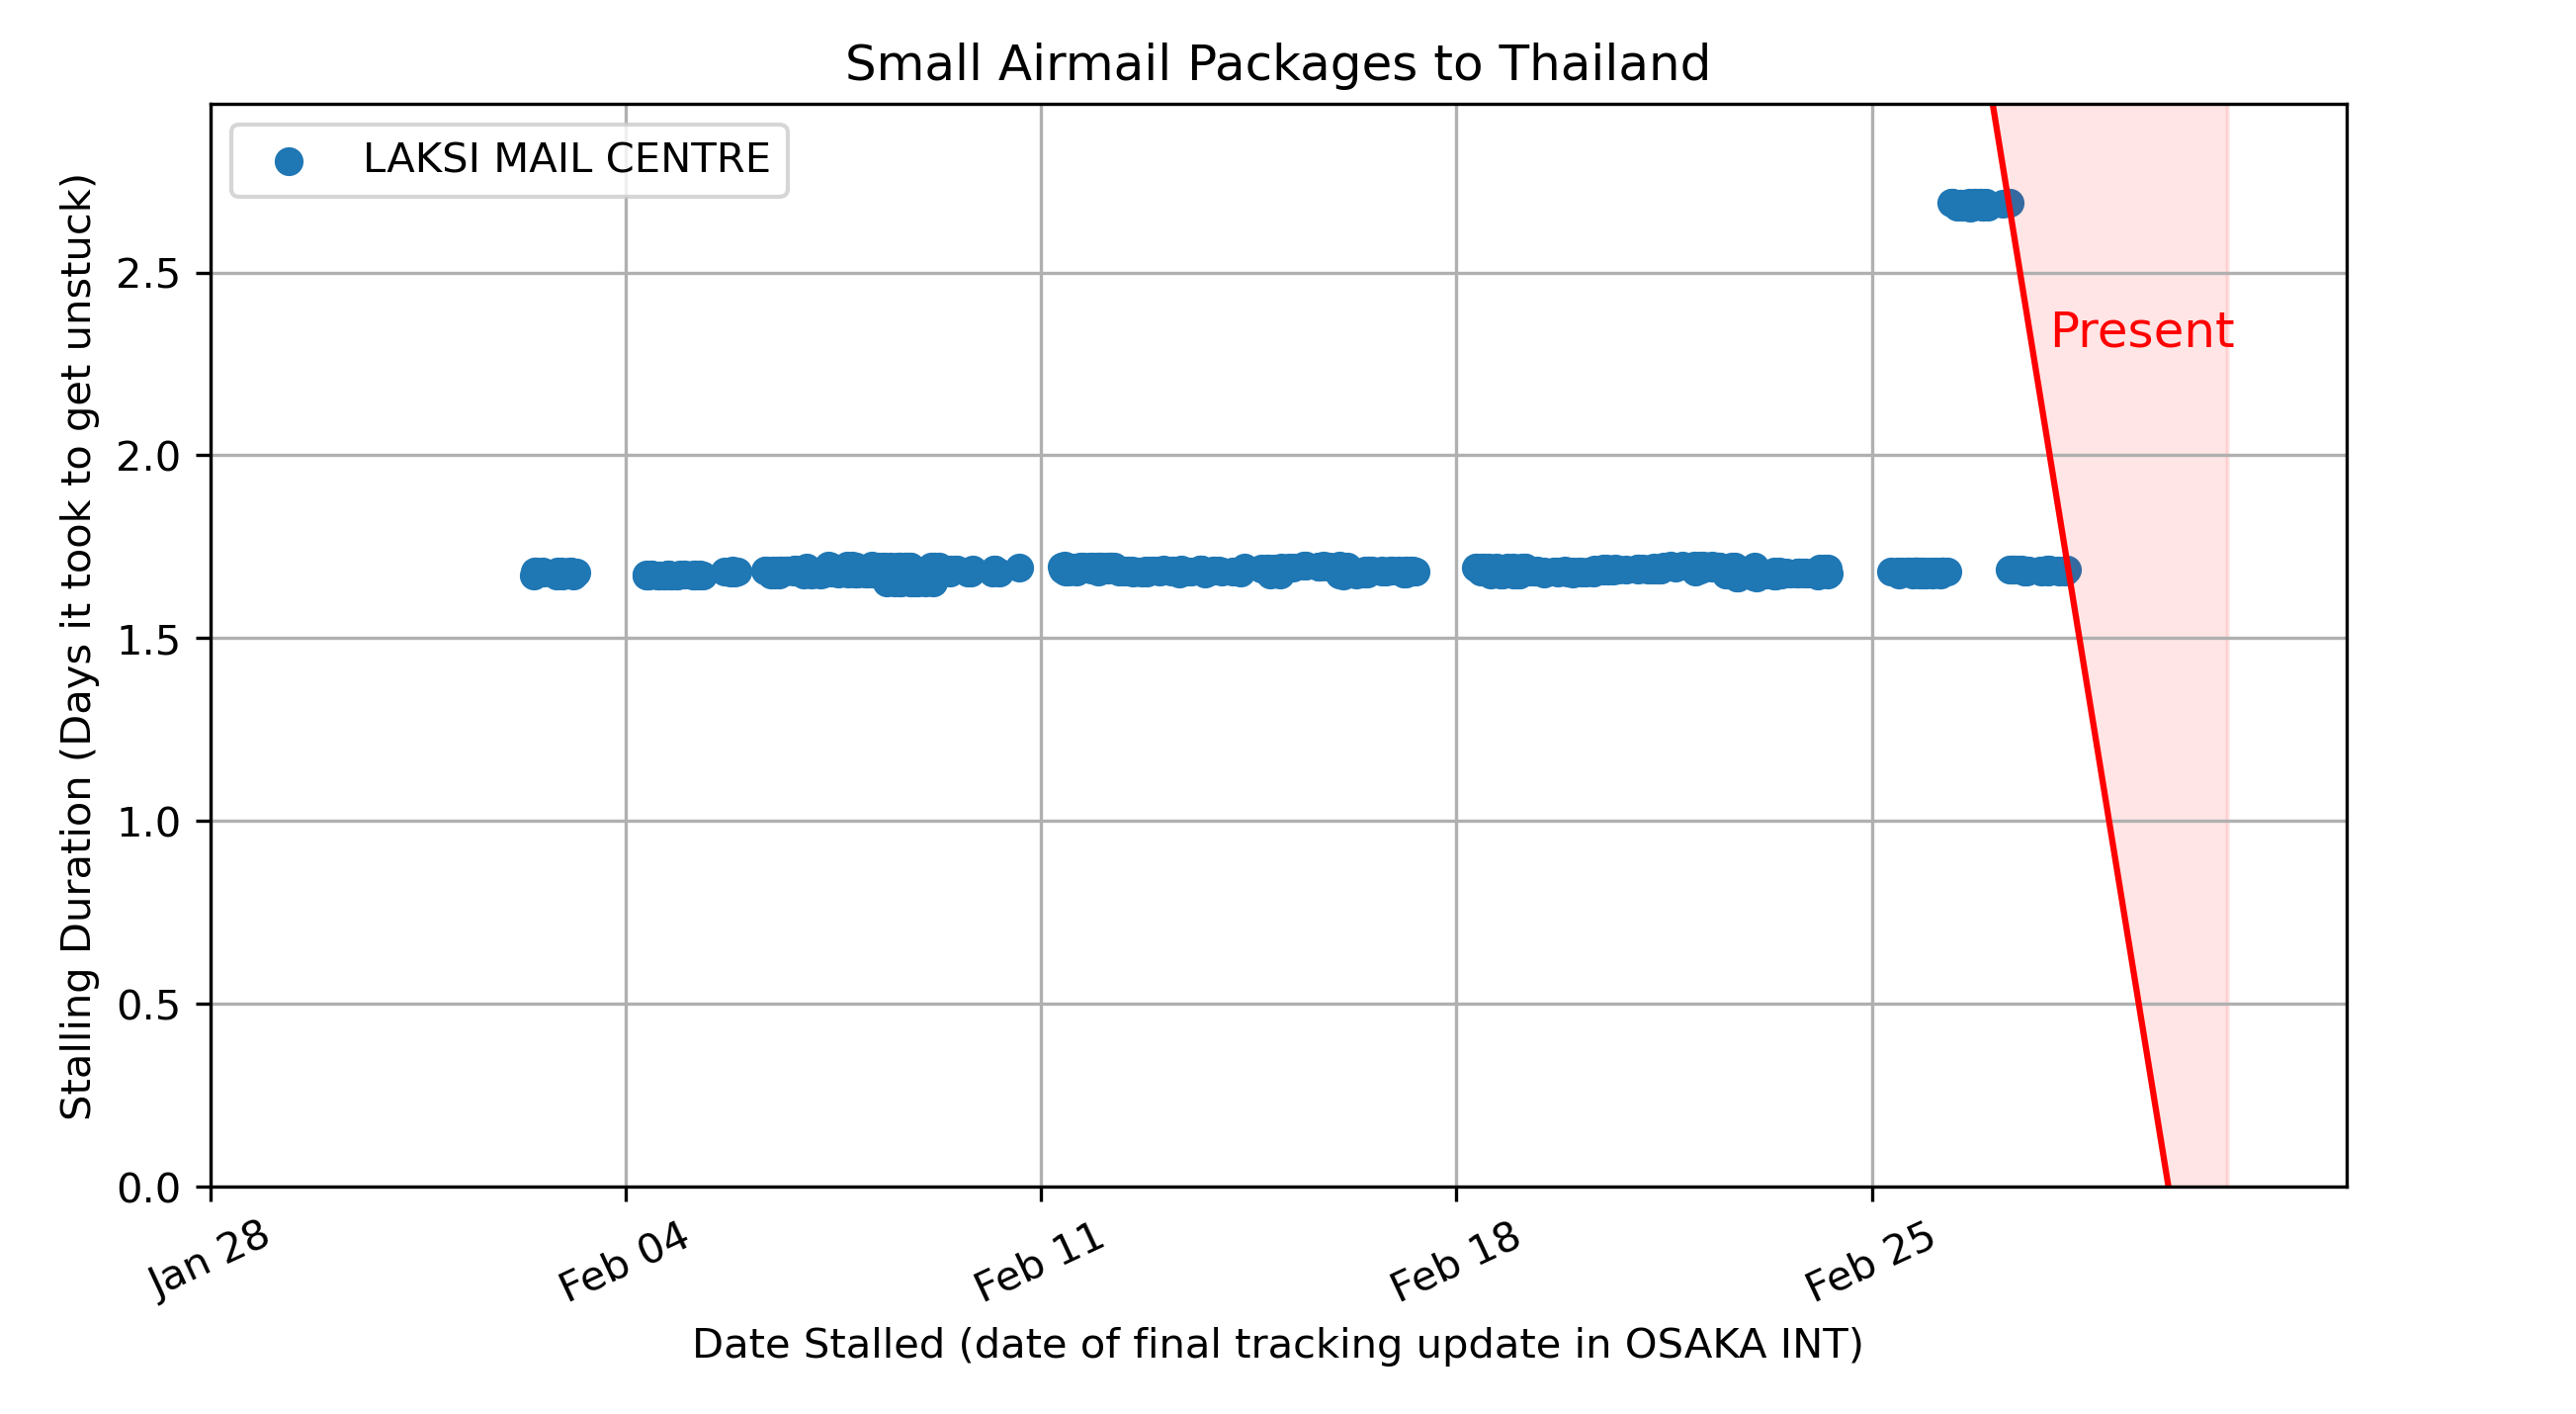 Small Airmail Packages to Thailand
LAKSI MAIL CENTRE
Present
Stalling Duration (Days it took to get unstuck)
2.5
2.0
1.5
1.0
0.5
0.0
Jan 28
Feb 04
Feb 11
Feb 18
Feb 25
Date Stalled (date of final tracking update in OSAKA INT)